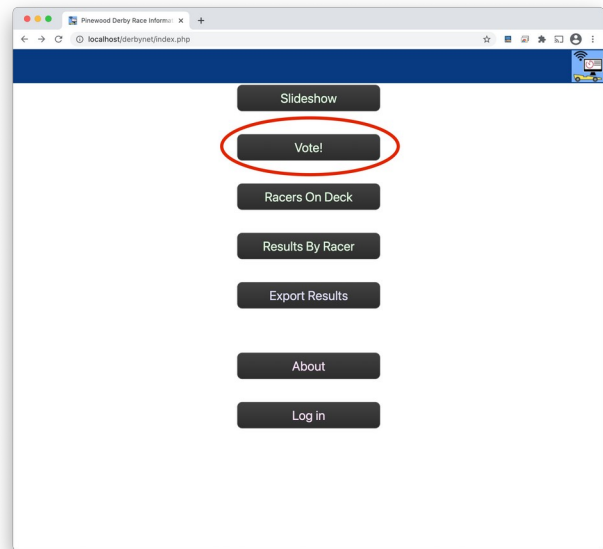 Pinewood Derby Race Informa
localhost/derbynet/index.php
Slideshow
Vote!
Racers On Deck
Results By Racer
Export Results
About
Log in